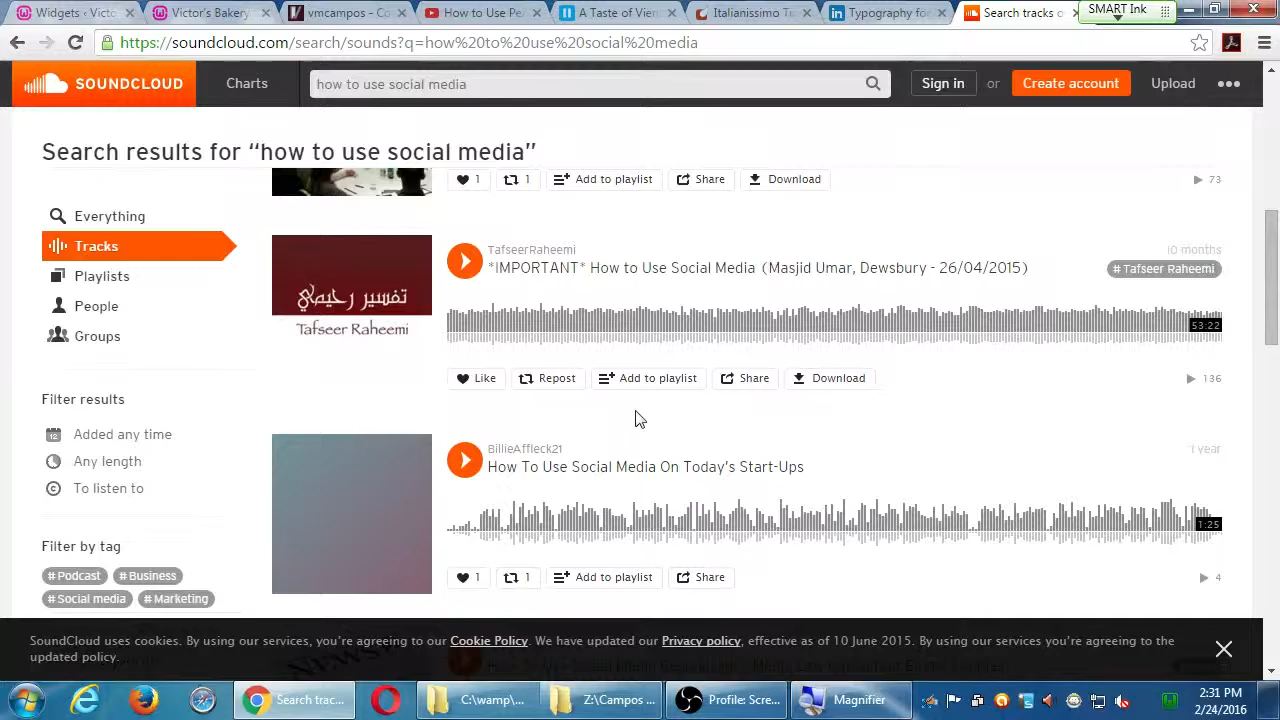 Widgets ‹ Victor's B
Victor's Bakery
vmcampos - Co
How to Use Pe
A Taste of Vien
Italianissimo Tu
Typography fo
Search tracks o
SMART Ink
https://soundcloud.com/search/sounds?q=how%20to%20use%20social%20media
SOUNDCLOUD
Charts
how to use social media
Sign in or Create account Upload
Search results for “how to use social media”
1 1 Add to playlist Share Download 73
Everything
Tracks
Playlists
People
Groups
Filter results
Added any time
Any length
To listen to
Filter by tag
# Podcast # Business
# Social media # Marketing
تفسير رحيمي
Tafseer Raheemi
TafseerRaheemi 10 months
*IMPORTANT* How to Use Social Media (Masjid Umar, Dewsbury - 26/04/2015) # Tafseer Raheemi
53:22
Like Repost Add to playlist Share Download 136
BillieAffleck21 1 year
How To Use Social Media On Today's Start-Ups
1:25
1 1 Add to playlist Share 4
SoundCloud uses cookies. By using our services, you're agreeing to our Cookie Policy. We have updated our Privacy policy, effective as of 10 June 2015. By using our services you're agreeing to the
updated policy.
Search trac...
C:\wamp\...
Z:\Campos ...
Profile: Scre...
Magnifier
2:31 PM
2/24/2016